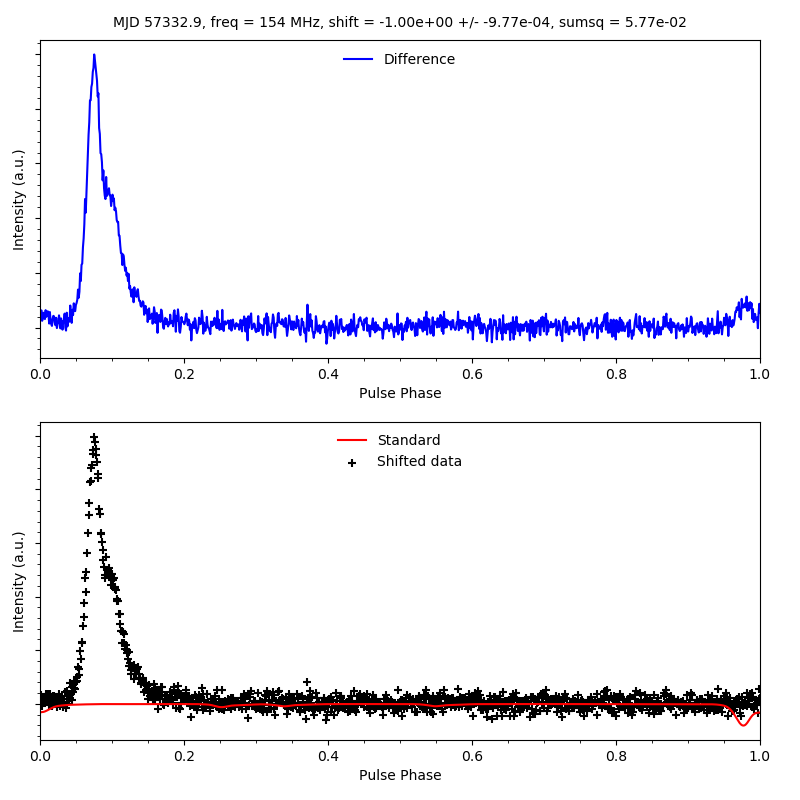 MJD 57332.9, freq = 154 MHz, shift = -1.00e+00 +/- -9.77e-04, sumsq = 5.77e-02
Difference
Intensity (a.u.)
0.0 0.2 0.4 0.6 0.8 1.0
Pulse Phase
Standard
Shifted data
Intensity (a.u.)
0.0 0.2 0.4 0.6 0.8 1.0
Pulse Phase